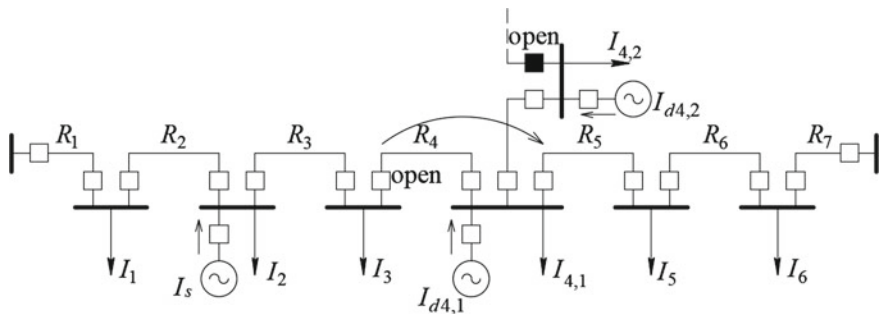 open
I4,2
Id4,2
R1 R2 R3 R4 R5 R6 R7
open
I1 Is I2 I3 Id4,1 I4,1 I5 I6